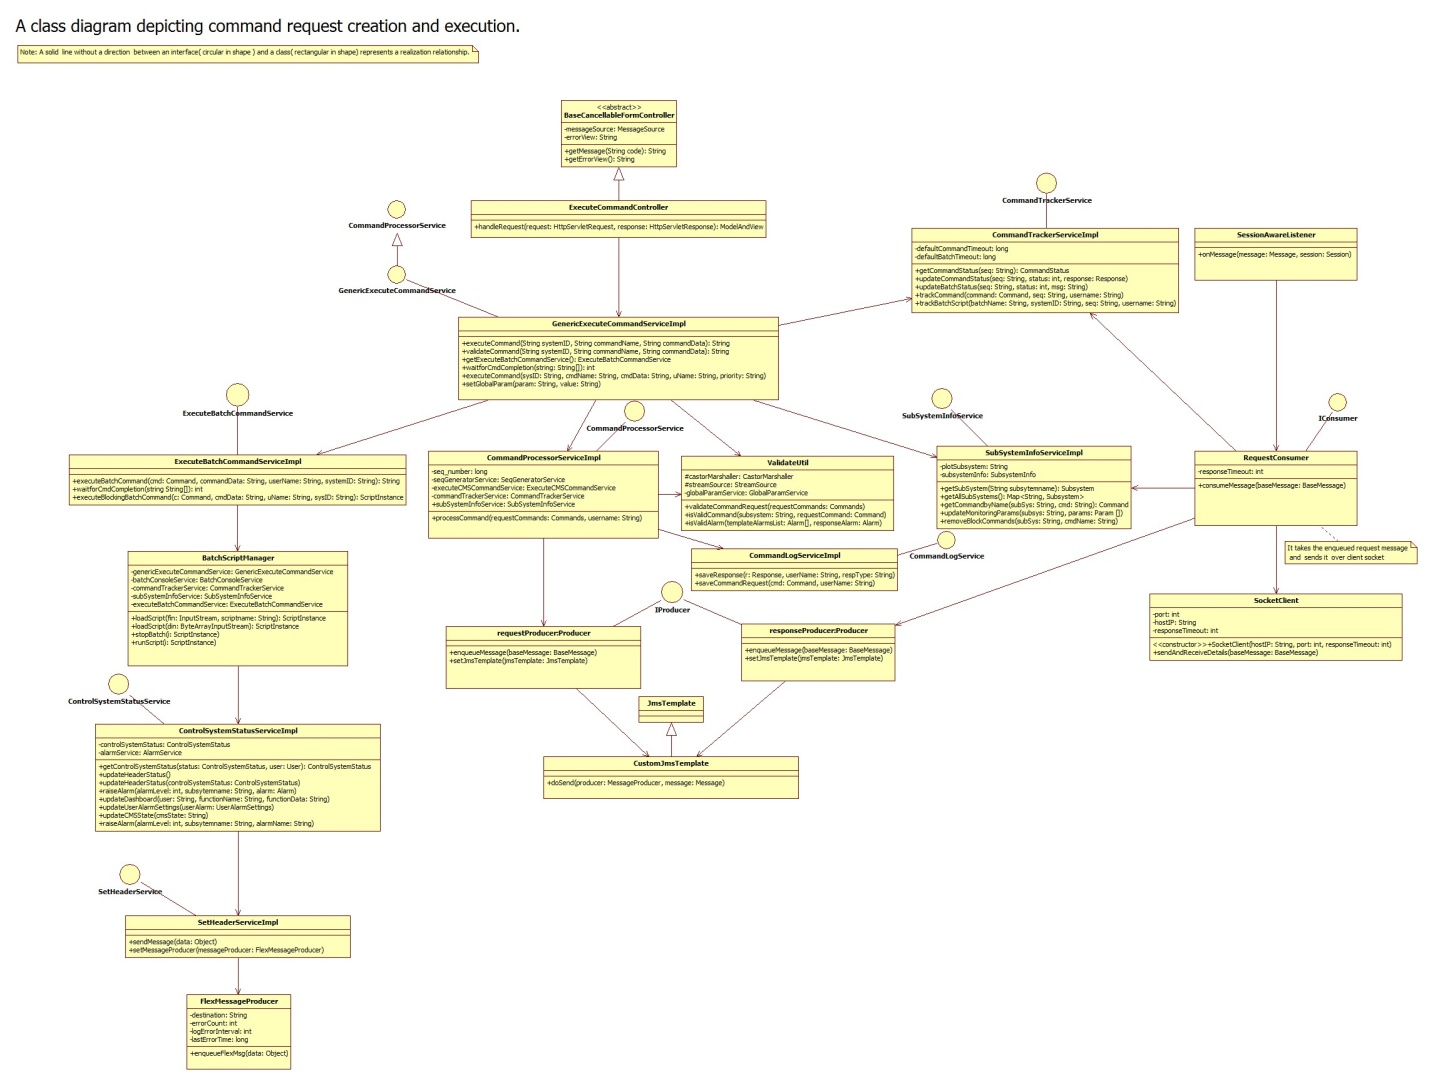 A class diagram depicting command request creation and execution.
Note: A solid line without a direction between an interface( circular in shape ) and a class( rectangular in shape) represents a realization relationship.
<<abstract>>
BaseCancellableFormController
-messageSource: MessageSource
-errorView: String
+getMessage(String code): String
+getErrorView(): String
CommandProcessorService
GenericExecuteCommandService
ExecuteCommandController
+handleRequest(request: HttpServletRequest, response: HttpServletResponse): ModelAndView
CommandTrackerService
CommandTrackerServiceImpl
-defaultCommandTimeout: long
-defaultBatchTimeout: long
+getCommandStatus(seq: String): CommandStatus
+updateCommandStatus(seq: String, status: int, response: Response)
+updateBatchStatus(seq: String, status: int, msg: String)
+trackCommand(command: Command, seq: String, username: String)
+trackBatchScript(batchName: String, systemID: String, seq: String, username: String)
SessionAwareListener
+onMessage(message: Message, session: Session)
GenericExecuteCommandServiceImpl
+executeCommand(String systemID, String commandName, String commandData): String
+validateCommand(String systemID, String commandName, String commandData): String
+getExecuteBatchCommandService(): ExecuteBatchCommandService
+waitforCmdCompletion(string: String[]): int
+executeCommand(sysID: String, cmdName: String, cmdData: String, uName: String, priority: String)
+setGlobalParam(param: String, value: String)
ExecuteBatchCommandService
CommandProcessorService
SubSystemInfoService
IConsumer
ExecuteBatchCommandServiceImpl
+executeBatchCommand(cmd: Command, commandData: String, userName: String, systemID: String): String
+waitforCmdCompletion(string String[]): int
+executeBlockingBatchCommand(c: Command, cmdData: String, uName: String, sysID: String): ScriptInstance
CommandProcessorServiceImpl
-seq_number: long
-seqGeneratorService: SeqGeneratorService
-executeCMSCommandService: ExecuteCMSCommandService
-commandTrackerService: CommandTrackerService
+subSystemInfoService: SubSystemInfoService
+processCommand(requestCommands: Commands, username: String)
ValidateUtil
#castorMarshaller: CastorMarshaller
#streamSource: StreamSource
-globalParamService: GlobalParamService
+validateCommandRequest(requestCommands: Commands)
+isValidCommand(subsystem: String, requestCommand: Command)
+isValidAlarm(templateAlarmsList: Alarm[], responseAlarm: Alarm)
SubSystemInfoServiceImpl
-plotSubsystem: String
-subsystemInfo: SubsystemInfo
+getSubSystem(String subsytemname): Subsystem
+getAllSubSystems(): Map<String, Subsystem>
+getCommandbyName(subSys: String, cmd: String): Command
+updateMonitoringParams(subsys: String, params: Param [])
+removeBlockCommands(subSys: String, cmdName: String)
RequestConsumer
-responseTimeout: int
+consumeMessage(baseMessage: BaseMessage)
It takes the enqueued request message
and sends it over client socket
CommandLogService
CommandLogServiceImpl
+saveResponse(r: Response, userName: String, respType: String)
+saveCommandRequest(cmd: Command, userName: String)
BatchScriptManager
-genericExecuteCommandService: GenericExecuteCommandService
-batchConsoleService: BatchConsoleService
-commandTrackerService: CommandTrackerService
-subSystemInfoService: SubSystemInfoService
-executeBatchCommandService: ExecuteBatchCommandService
+loadScript(fin: InputStream, scriptname: String): ScriptInstance
+loadScript(din: ByteArrayInputStream): ScriptInstance
+stopBatch(i: ScriptInstance)
+runScript(i: ScriptInstance)
IProducer
requestProducer:Producer
+enqueueMessage(baseMessage: BaseMessage)
+setJmsTemplate(jmsTemplate: JmsTemplate)
responseProducer:Producer
+enqueueMessage(baseMessage: BaseMessage)
+setJmsTemplate(jmsTemplate: JmsTemplate)
SocketClient
-port: int
-hostIP: String
-responseTimeout: int
<<constructor>>+SocketClient(hostIP: String, port: int, responseTimeout: int)
+sendAndReceiveDetails(baseMessage: BaseMessage)
ControlSystemStatusService
JmsTemplate
ControlSystemStatusServiceImpl
-controlSystemStatus: ControlSystemStatus
-alarmService: AlarmService
+getControlSystemStatus(status: ControlSystemStatus, user: User): ControlSystemStatus
+updateHeaderStatus()
+updateHeaderStatus(controlSystemStatus: ControlSystemStatus)
+raiseAlarm(alarmLevel: int, subsytemname: String, alarm: Alarm)
+updateDashboard(user: String, functionName: String, functionData: String)
+updateUserAlarmSettings(userAlarm: UserAlarmSettings)
+updateCMSState(cmsState: String)
+raiseAlarm(alarmLevel: int, subsytemname: String, alarmName: String)
CustomJmsTemplate
+doSend(producer: MessageProducer, message: Message)
SetHeaderService
SetHeaderServiceImpl
+sendMessage(data: Object)
+setMessageProducer(messageProducer: FlexMessageProducer)
FlexMessageProducer
-destination: String
-errorCount: int
-logErrorInterval: int
-lastErrorTime: long
+enqueueFlexMsg(data: Object)